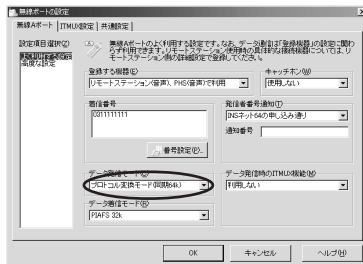 無線ポートの設定
無線Aポート
ITMUX設定
共通設定
設定項目選択(Z)
高度な設定
無線Aポートのよく利用する設定です。なお、データ通信は「登録機器」の設定に関わらず利用できます。リモートステーション使用時の具体的な接続機器については、リモートステーション側の詳細設定で登録してください。
登録する機器(E)
リモートステーション(音声)、PHS(音声)で利用
キャッチホン(W)
使用しない
着信番号
0311111111
番号設定(P)...
発信者番号通知(T)
INSネット64の申し込み通り
通知番号
データ発信モード(D)
プロトコル変換モード(同期64k)
データ発信時のITMUX機能(M)
利用しない
データ着信モード(R)
PIAFS 32k
OK
キャンセル
ヘルプ(H)